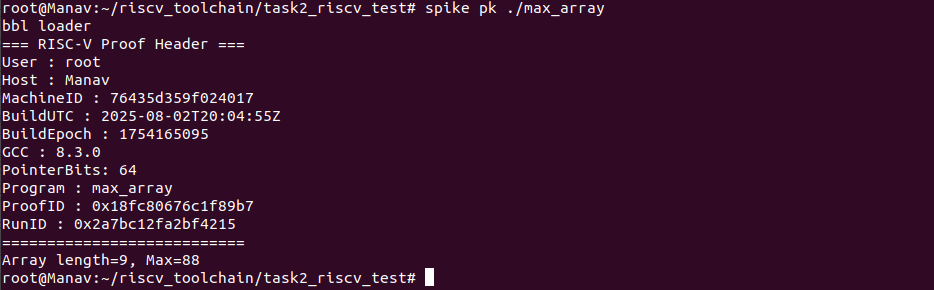 root@Manav:~/riscv_toolchain/task2_riscv_test# spike pk ./max_array
bbl loader
=== RISC-V Proof Header ===
User : root
Host : Manav
MachineID : 76435d359f024017
BuildUTC : 2025-08-02T20:04:55Z
BuildEpoch : 1754165095
GCC : 8.3.0
PointerBits: 64
Program : max_array
ProofID : 0x18fc80676c1f89b7
RunID : 0x2a7bc12fa2bf4215
===========================
Array length=9, Max=88
root@Manav:~/riscv_toolchain/task2_riscv_test#